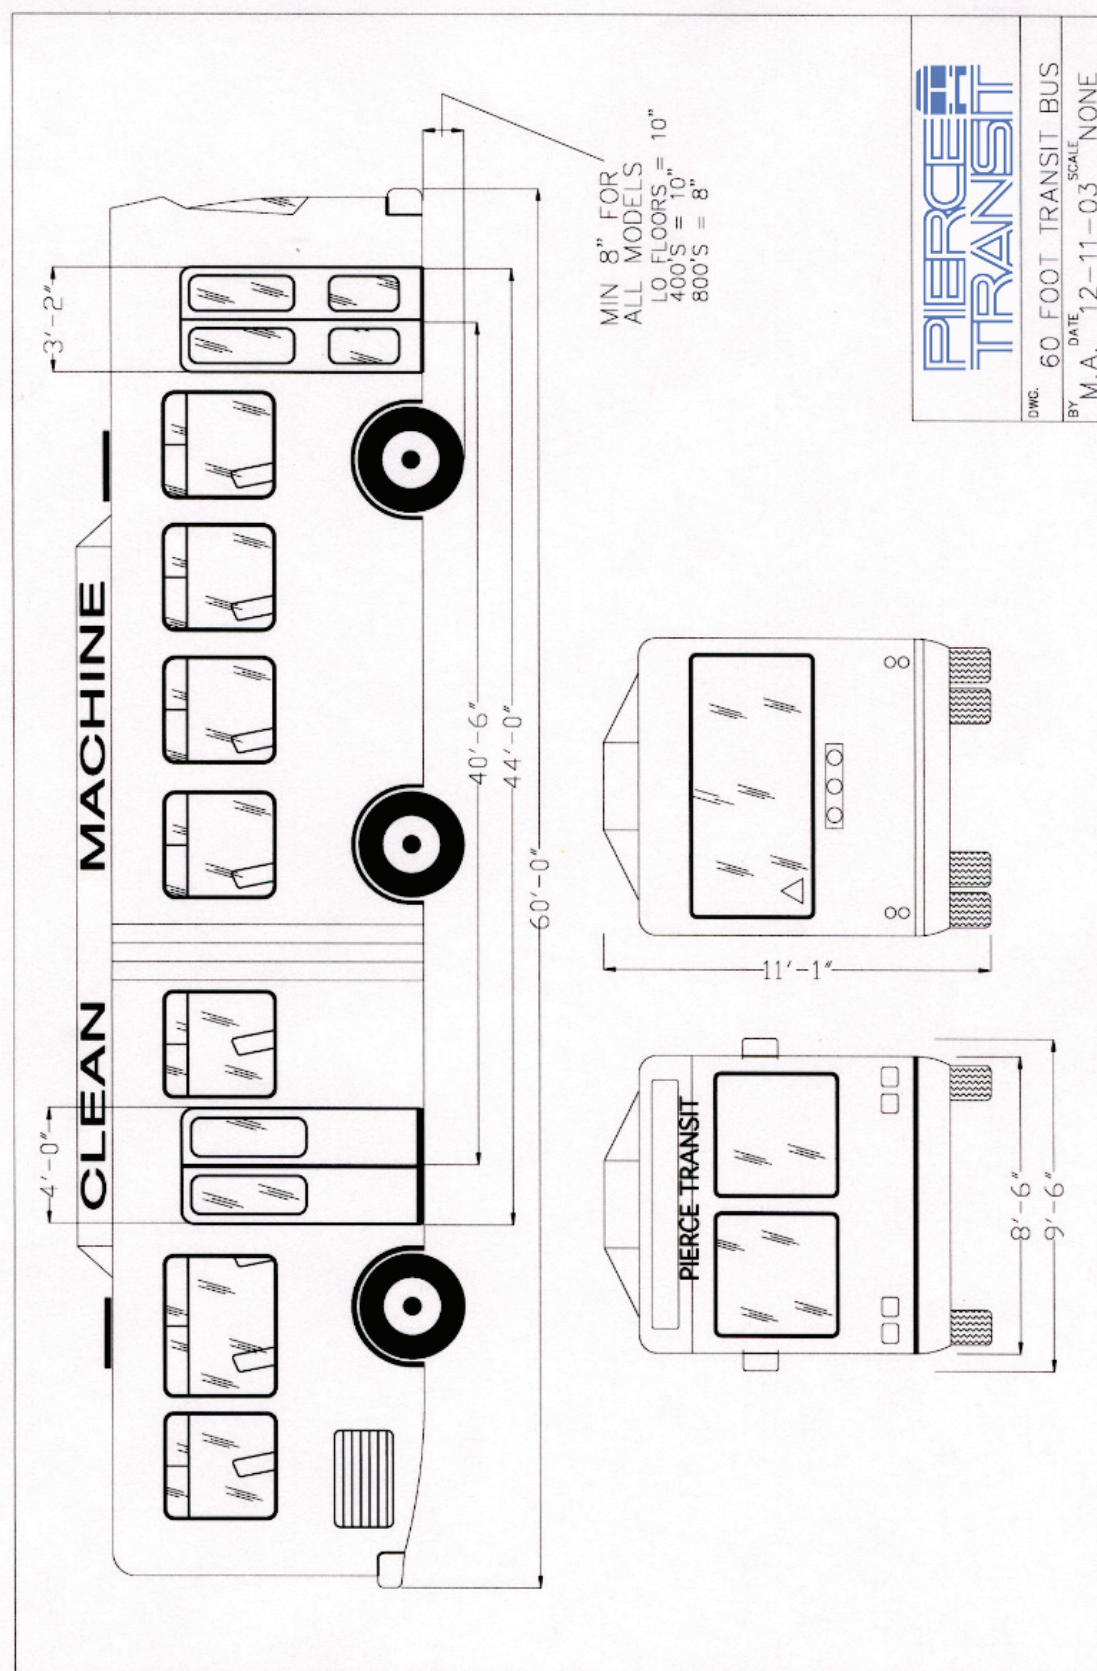 CLEAN MACHINE
4'-0"
3'-2"
40'-6"
44'-0"
60'-0"
MIN 8" FOR
ALL MODELS
LO FLOORS = 10"
400'S = 10"
800'S = 8"
PIERCE TRANSIT
8'-6"
9'-6"
11'-1"
PIERCE
TRANSIT
DWG. 60 FOOT TRANSIT BUS
BY M.A. DATE 12-11-03 SCALE NONE